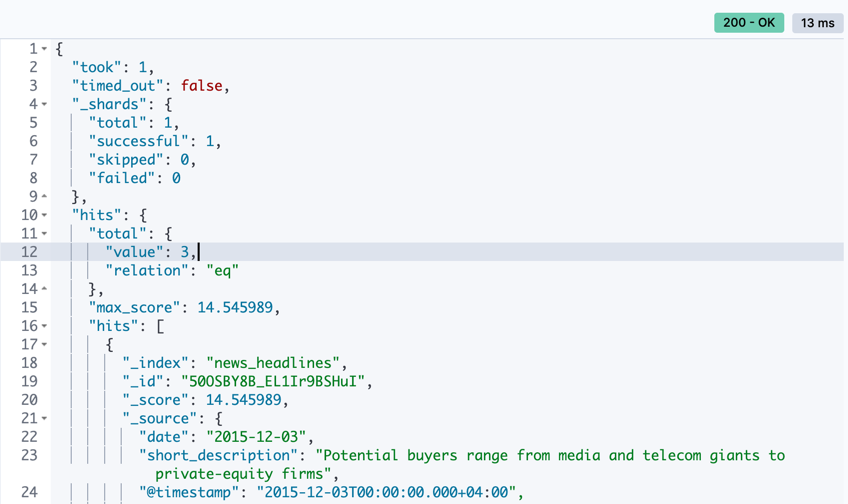 200 - OK 13 ms
1 {
2 "took": 1,
3 "timed_out": false,
4 "_shards": {
5 "total": 1,
6 "successful": 1,
7 "skipped": 0,
8 "failed": 0
9 },
10 "hits": {
11 "total": {
12 "value": 3,
13 "relation": "eq"
14 },
15 "max_score": 14.545989,
16 "hits": [
17 {
18 "_index": "news_headlines",
19 "_id": "50OSBY8B_EL1Ir9BSHuI",
20 "_score": 14.545989,
21 "_source": {
22 "date": "2015-12-03",
23 "short_description": "Potential buyers range from media and telecom giants to
private-equity firms",
24 "@timestamp": "2015-12-03T00:00:00.000+04:00",